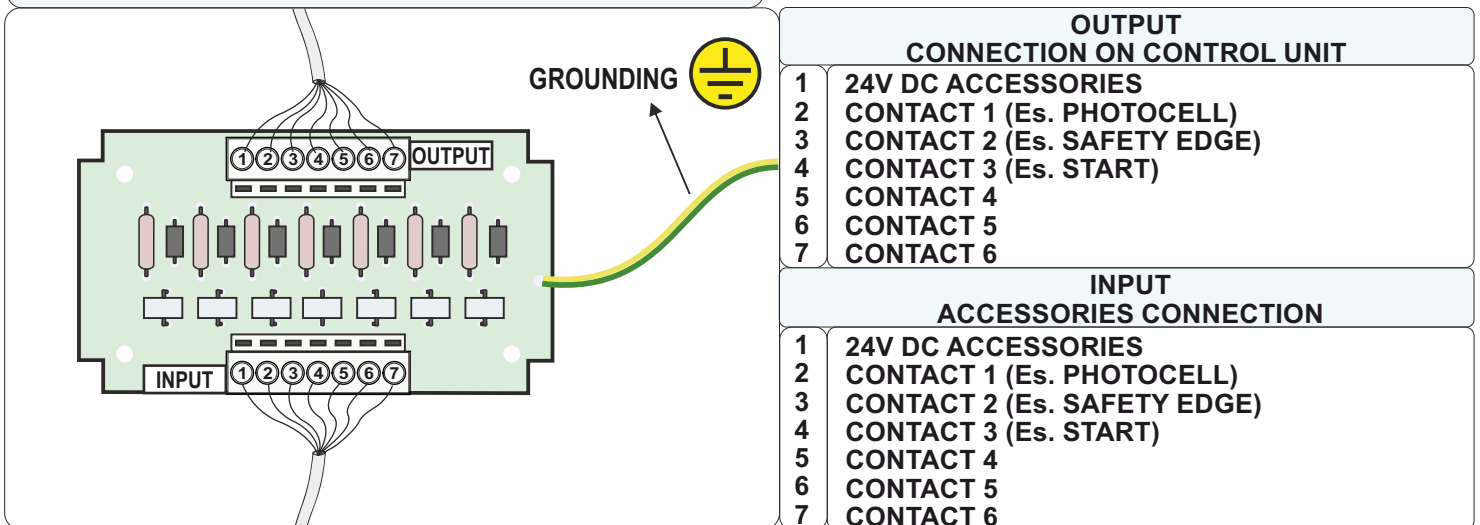 GROUNDING
1 2 3 4 5 6 7 OUTPUT
INPUT 1 2 3 4 5 6 7
OUTPUT
CONNECTION ON CONTROL UNIT
1 24V DC ACCESSORIES
2 CONTACT 1 (Es. PHOTOCELL)
3 CONTACT 2 (Es. SAFETY EDGE)
4 CONTACT 3 (Es. START)
5 CONTACT 4
6 CONTACT 5
7 CONTACT 6
INPUT
ACCESSORIES CONNECTION
1 24V DC ACCESSORIES
2 CONTACT 1 (Es. PHOTOCELL)
3 CONTACT 2 (Es. SAFETY EDGE)
4 CONTACT 3 (Es. START)
5 CONTACT 4
6 CONTACT 5
7 CONTACT 6